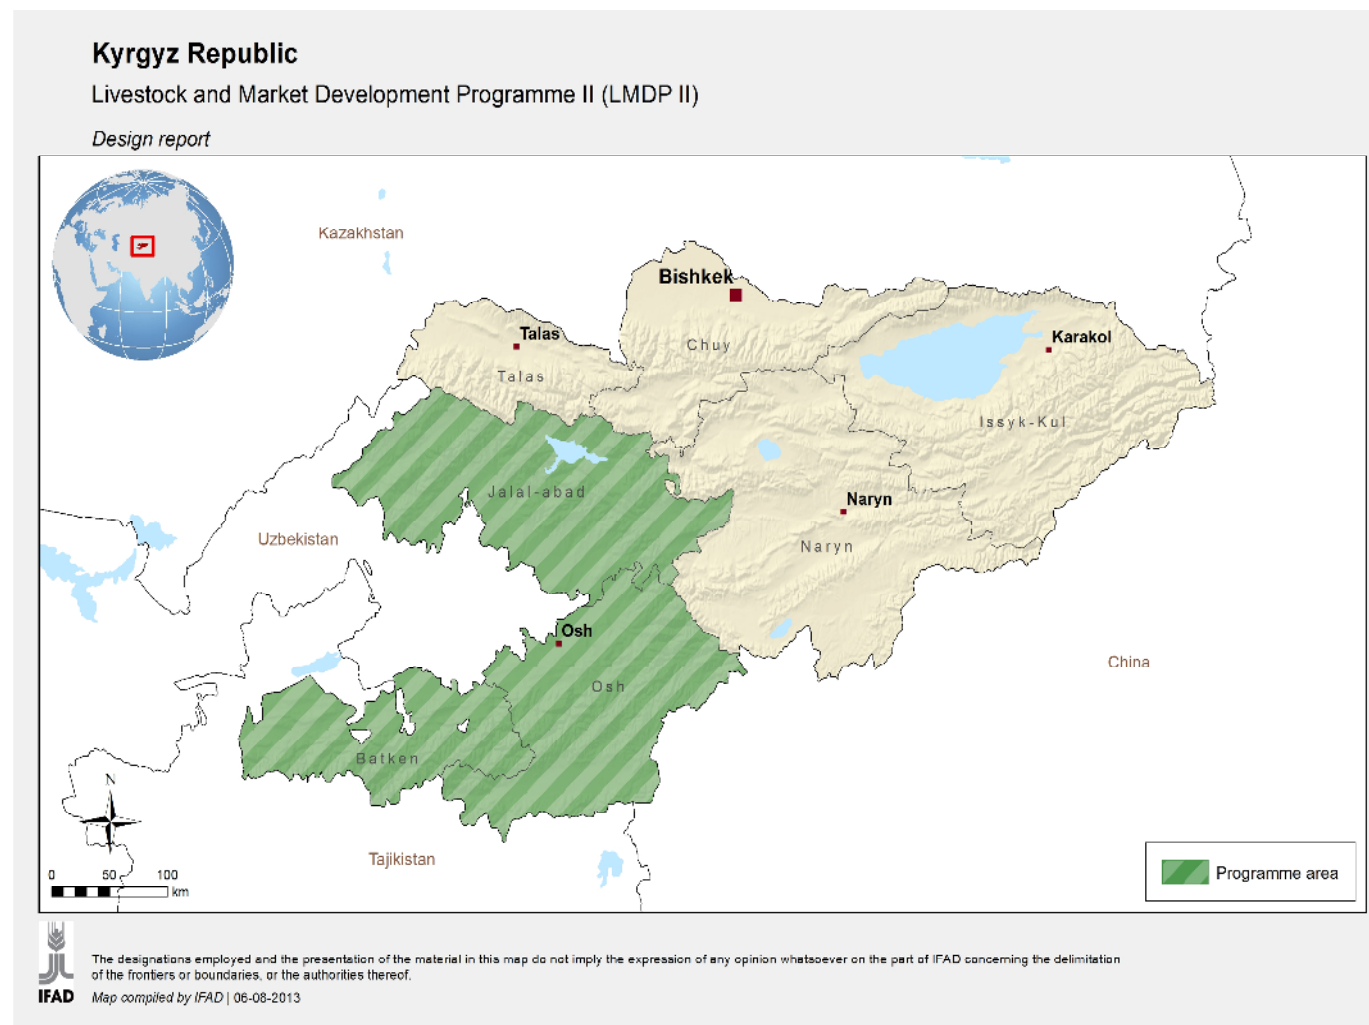 Kyrgyz Republic
Livestock and Market Development Programme II (LMDP II)
Design report
Kazakhstan
Bishkek
Talas
Chuy
Karakol
Talas
Issyk-Kul
Jalal-abad
Naryn
Uzbekistan
Naryn
Osh
China
Osh
Batken
N
Tajikistan
0 50 100
km
Programme area
The designations employed and the presentation of the material in this map do not imply the expression of any opinion whatsoever on the part of IFAD concerning the delimitation
of the frontiers or boundaries, or the authorities thereof.
IFAD
Map compiled by IFAD | 06-08-2013